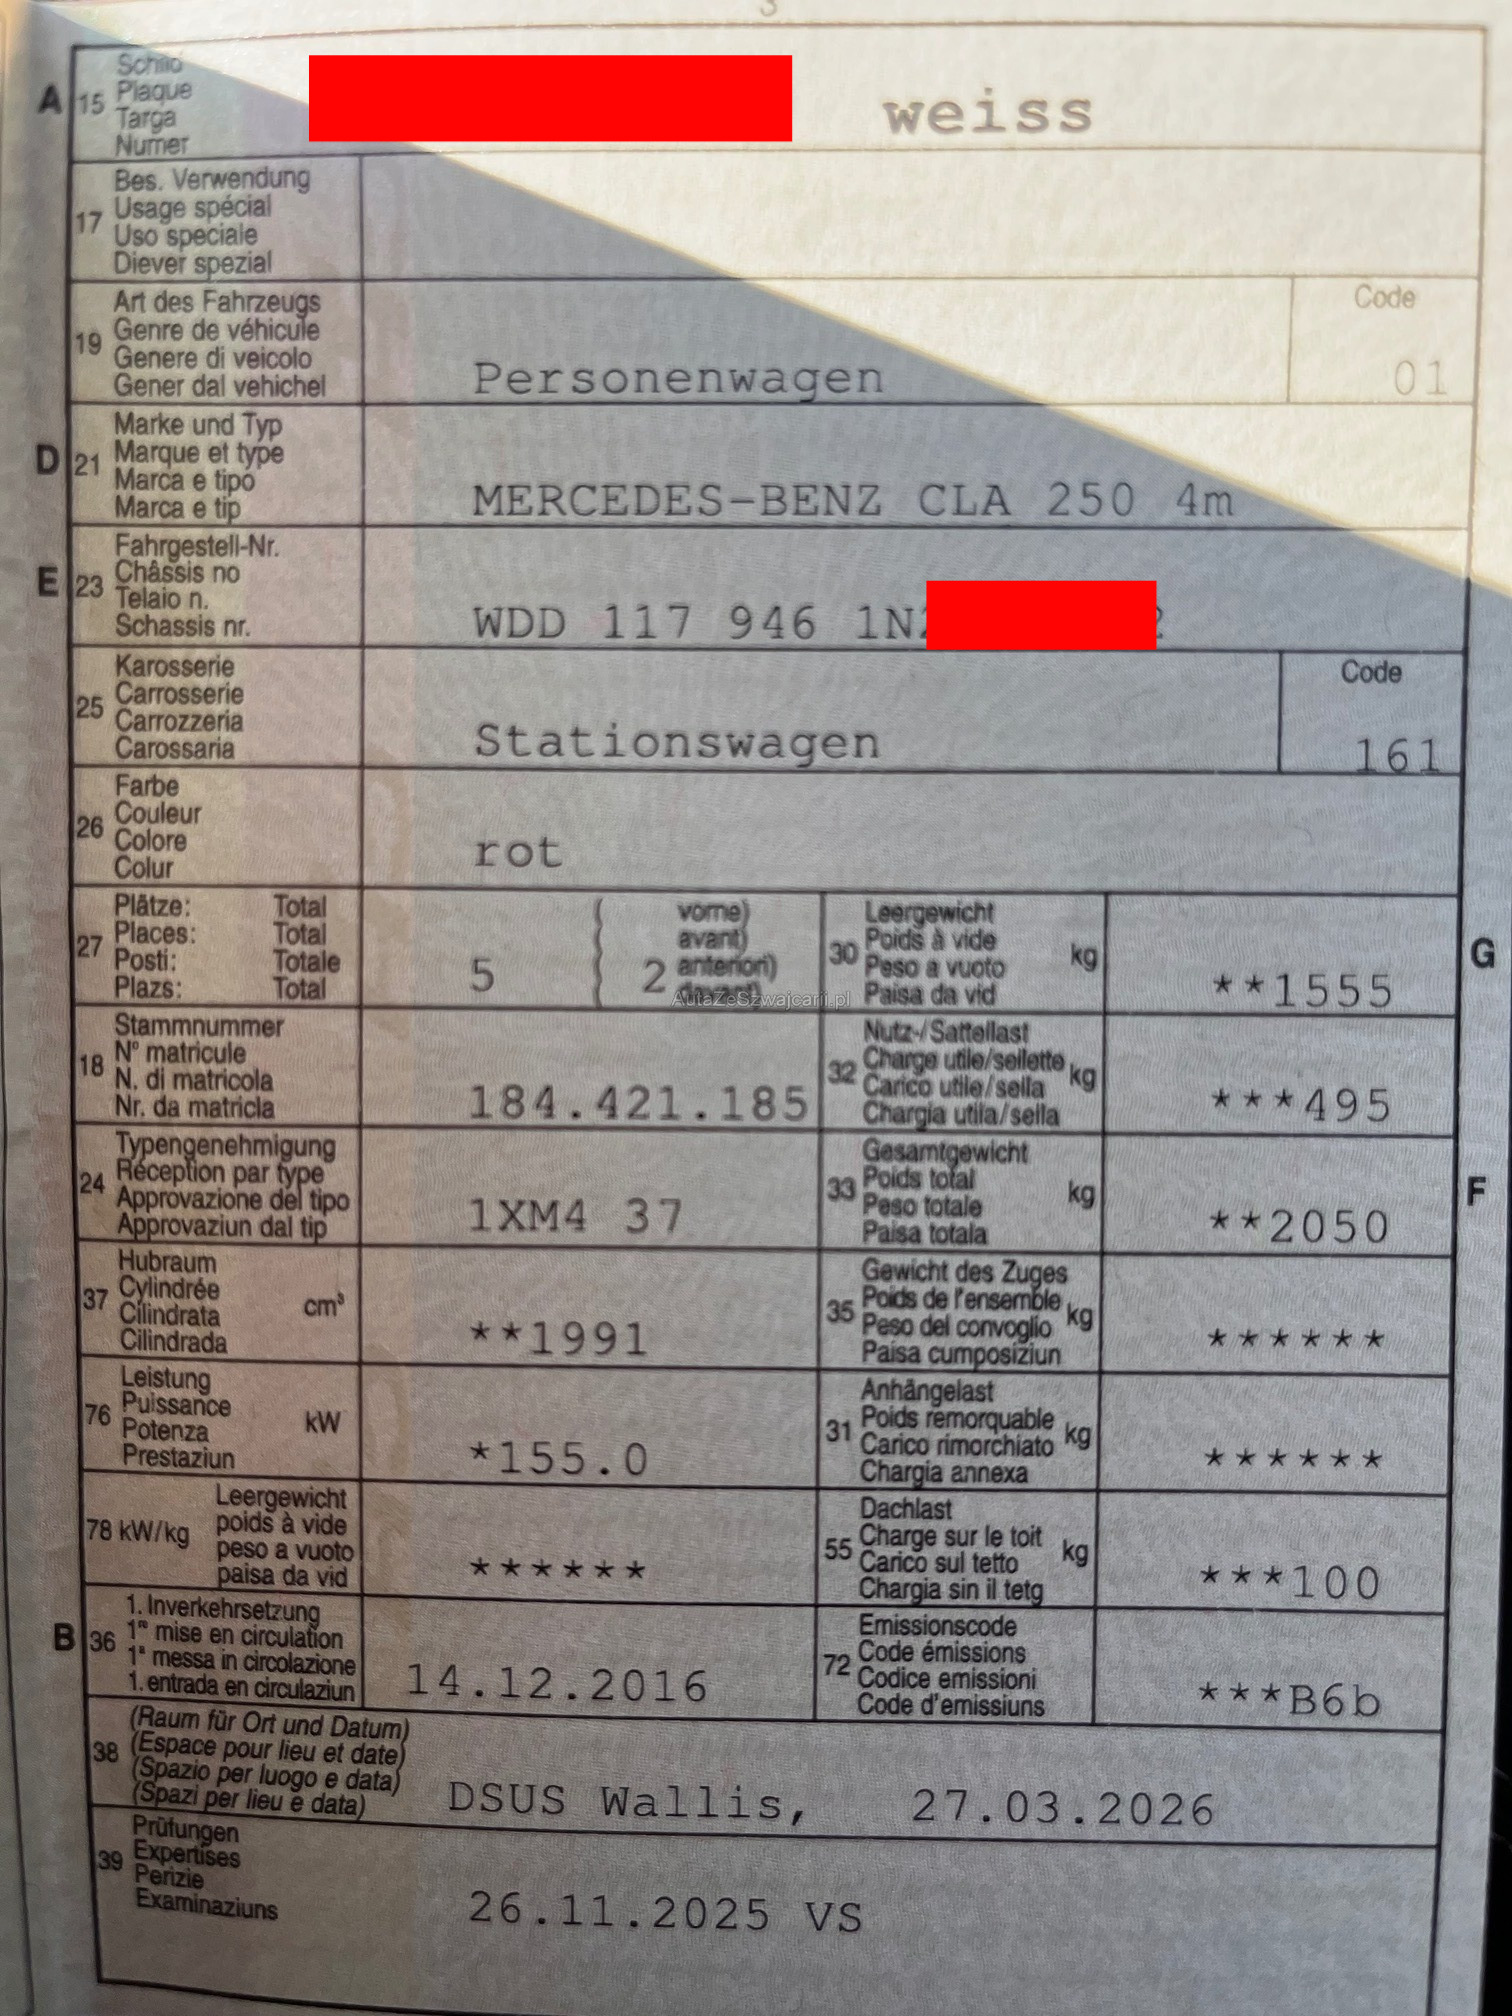 A 15 Schild
Plaque
Targa
Numer
weiss
17 Bes. Verwendung
Usage spécial
Uso speciale
Diever spezial
19 Art des Fahrzeugs
Genre de véhicule
Genere di veicolo
Gener dal vehichel
Personenwagen
Code
01
D 21 Marke und Typ
Marque et type
Marca e tipo
Marca e tip
MERCEDES-BENZ CLA 250 4m
E 23 Fahrgestell-Nr.
Châssis no
Telaio n.
Schassis nr.
WDD 117 946 1N
25 Karosserie
Carrosserie
Carrozzeria
Carossaria
Stationswagen
Code
161
26 Farbe
Couleur
Colore
Colur
rot
27 Plätze: Total
Places: Total
Posti: Totale
Plazs: Total
5
2
vorne)
avant)
anteriori)
davant)
AutaZeSzwajcarii.pl
30 Leergewicht
Poids à vide
Peso a vuoto
Paisa da vid
kg
**1555
G
18 Stammnummer
N° matricule
N. di matricola
Nr. da matricla
184.421.185
32 Nutz-/Sattellast
Charge utile/sellette
Carico utile/sella
Chargia utila/sella
kg
***495
24 Typengenehmigung
Réception par type
Approvazione del tipo
Approvaziun dal tip
1XM4 37
33 Gesamtgewicht
Poids total
Peso totale
Paisa totala
kg
**2050
F
37 Hubraum
Cylindrée
Cilindrata
Cilindrada
cm³
**1991
35 Gewicht des Zuges
Poids de l'ensemble
Peso del convoglio
Paisa cumposiziun
kg
******
76 Leistung
Puissance
Potenza
Prestaziun
kW
*155.0
31 Anhängelast
Poids remorquable
Carico rimorchiato
Chargia annexa
kg
******
78 kW/kg
Leergewicht
poids à vide
peso a vuoto
paisa da vid
******
55 Dachlast
Charge sur le toit
Carico sul tetto
Chargia sin il tetg
kg
***100
B 36 1. Inverkehrsetzung
1re mise en circulation
1a messa in circolazione
1. entrada en circulaziun
14.12.2016
72 Emissionscode
Code émissions
Codice emissioni
Code d'emissiuns
***B6b
38 (Raum für Ort und Datum)
(Espace pour lieu et date)
(Spazio per luogo e data)
(Spazi per lieu e data)
DSUS Wallis, 27.03.2026
39 Prüfungen
Expertises
Perizie
Examinaziuns
26.11.2025 VS